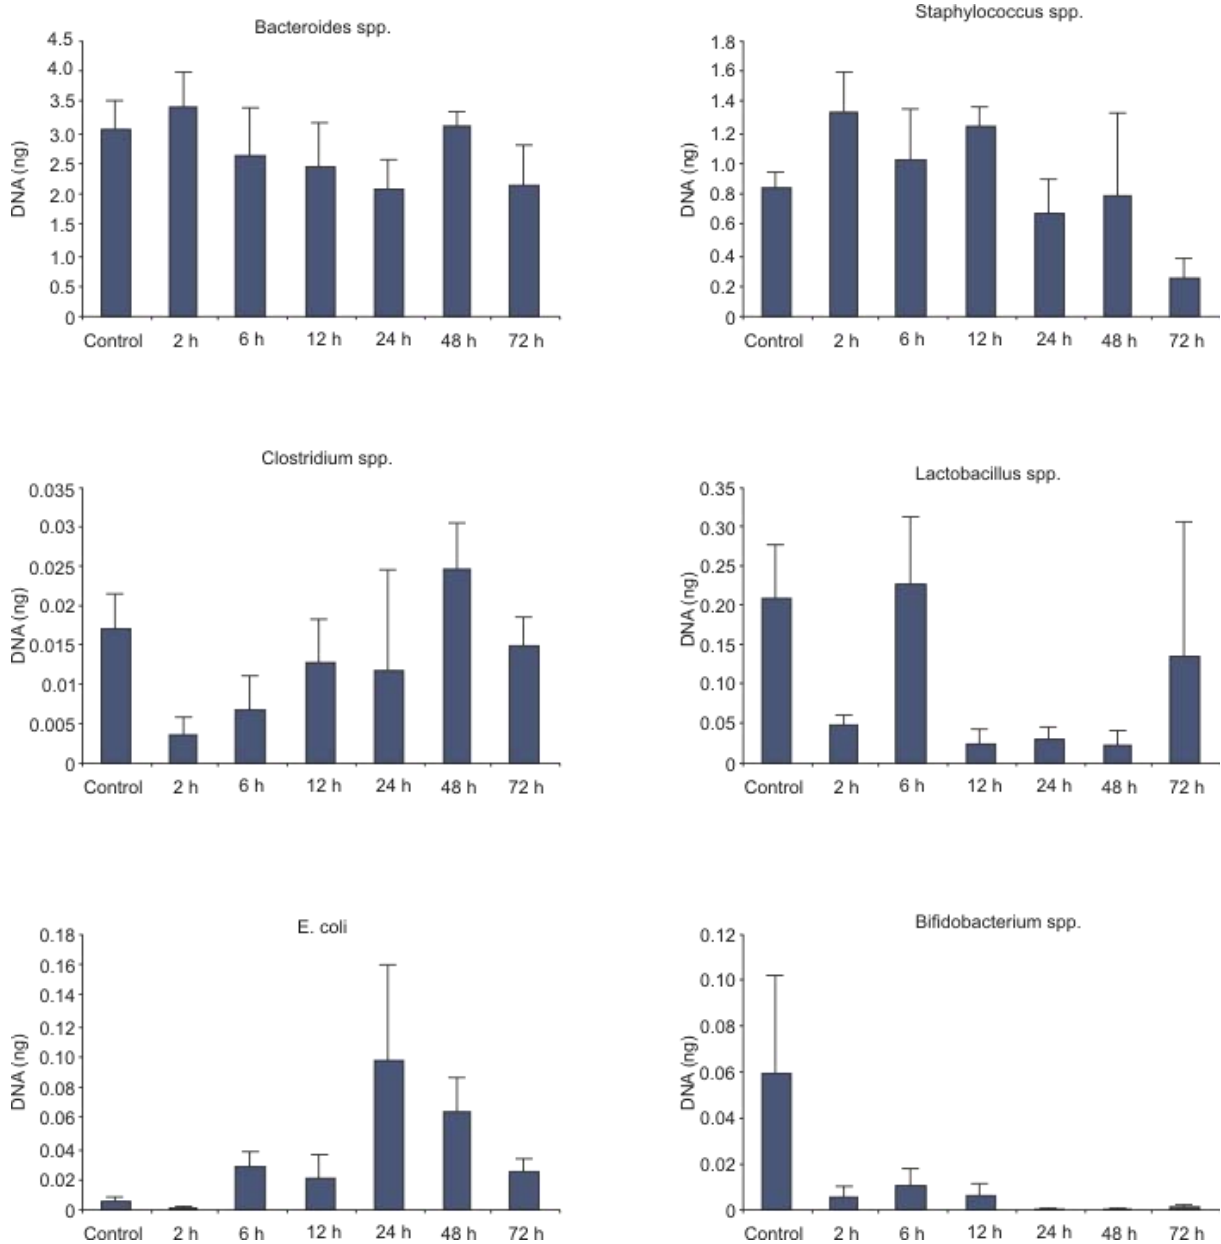 Bacteroides spp.
DNA (ng)
4.5
4.0
3.5
3.0
2.5
2.0
1.5
1.0
0.5
0
Control 2 h 6 h 12 h 24 h 48 h 72 h
Staphylococcus spp.
DNA (ng)
1.8
1.6
1.4
1.2
1.0
0.8
0.6
0.4
0.2
0
Control 2 h 6 h 12 h 24 h 48 h 72 h
Clostridium spp.
DNA (ng)
0.035
0.03
0.025
0.02
0.015
0.01
0.005
0
Control 2 h 6 h 12 h 24 h 48 h 72 h
Lactobacillus spp.
DNA (ng)
0.35
0.30
0.25
0.20
0.15
0.10
0.05
0
Control 2 h 6 h 12 h 24 h 48 h 72 h
E. coli
DNA (ng)
0.18
0.16
0.14
0.12
0.10
0.08
0.06
0.04
0.02
0
Control 2 h 6 h 12 h 24 h 48 h 72 h
Bifidobacterium spp.
DNA (ng)
0.12
0.10
0.08
0.06
0.04
0.02
0
Control 2 h 6 h 12 h 24 h 48 h 72 h